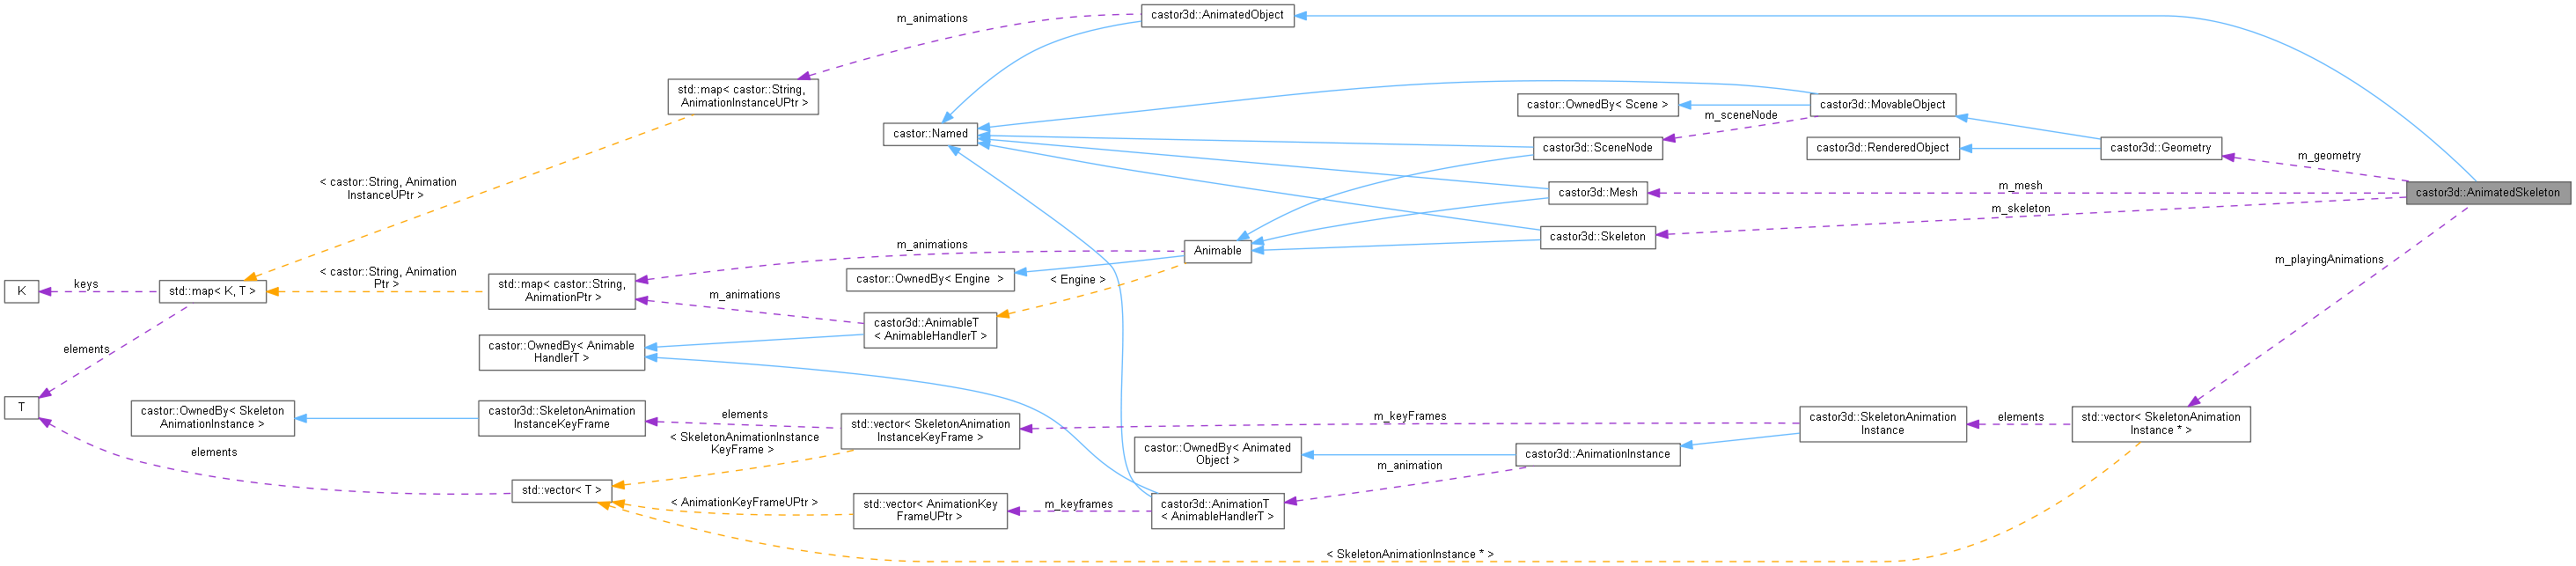 castor3d::AnimatedObject
m_animations
std::map< castor::String,
AnimationInstanceUPtr >
castor::OwnedBy< Scene >
castor3d::MovableObject
m_sceneNode
castor::Named
castor3d::SceneNode
castor3d::RenderedObject
castor3d::Geometry
m_geometry
< castor::String, Animation
InstanceUPtr >
castor3d::Mesh
m_mesh
castor3d::AnimatedSkeleton
m_skeleton
castor3d::Skeleton
m_animations
Animable
m_playingAnimations
< castor::String, Animation
Ptr >
castor::OwnedBy< Engine  >
< Engine >
K
keys
std::map< K, T >
std::map< castor::String,
AnimationPtr >
m_animations
castor3d::AnimableT
< AnimableHandlerT >
elements
castor::OwnedBy< Animable
HandlerT >
T
castor::OwnedBy< Skeleton
AnimationInstance >
castor3d::SkeletonAnimation
InstanceKeyFrame
elements
std::vector< SkeletonAnimation
InstanceKeyFrame >
m_keyFrames
castor3d::SkeletonAnimation
Instance
elements
std::vector< SkeletonAnimation
Instance * >
< SkeletonAnimationInstance
KeyFrame >
castor::OwnedBy< Animated
Object >
castor3d::AnimationInstance
elements
m_animation
std::vector< T >
< AnimationKeyFrameUPtr >
std::vector< AnimationKey
FrameUPtr >
m_keyframes
castor3d::AnimationT
< AnimableHandlerT >
< SkeletonAnimationInstance * >